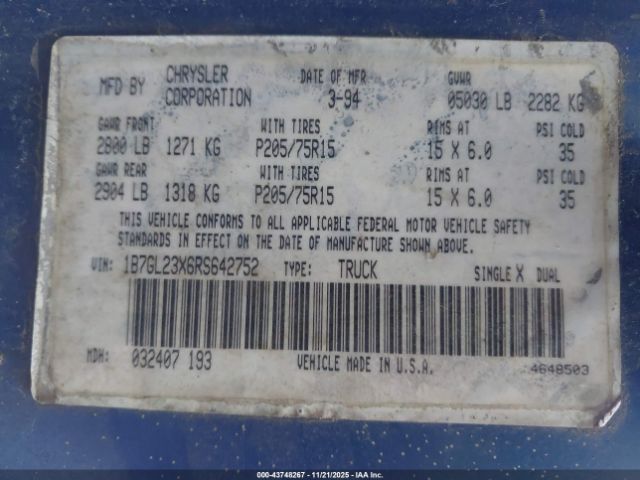 MFD BY CHRYSLER CORPORATION DATE OF MFR 3-94 GVWR 05030 LB 2282 KG
GAWR FRONT WITH TIRES RIMS AT PSI COLD
2800 LB 1271 KG P205/75R15 15 X 6.0 35
GAWR REAR WITH TIRES RIMS AT PSI COLD
2904 LB 1318 KG P205/75R15 15 X 6.0 35
THIS VEHICLE CONFORMS TO ALL APPLICABLE FEDERAL MOTOR VEHICLE SAFETY
STANDARDS IN EFFECT ON THE DATE OF MANUFACTURE SHOWN ABOVE.
VIN: 1B7GL23X6RS642752 TYPE: TRUCK SINGLE X DUAL
MDH: 032407 193 VEHICLE MADE IN U.S.A. 4648503
000-43748267 - 11/21/2025 - IAA Inc.